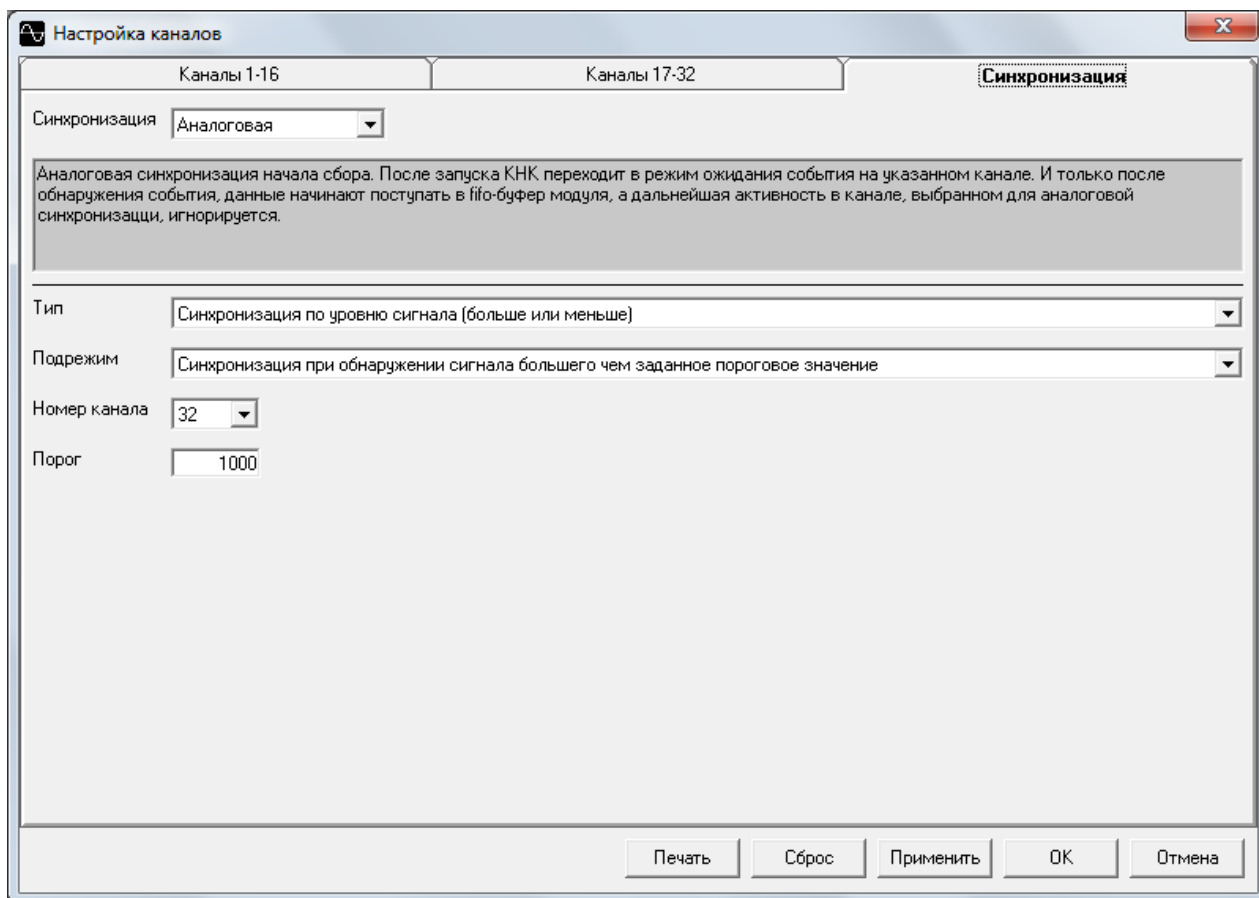 Настройка каналов
Каналы 1-16
Каналы 17-32
Синхронизация
Синхронизация
Аналоговая
Аналоговая синхронизация начала сбора. После запуска КНК переходит в режим ожидания события на указанном канале. И только после
обнаружения события, данные начинают поступать в fifo-буфер модуля, а дальнейшая активность в канале, выбранном для аналоговой
синхронизацци, игнорируется.
Тип
Синхронизация по уровню сигнала (больше или меньше)
Подрежим
Синхронизация при обнаружении сигнала большего чем заданное пороговое значение
Номер канала
32
Порог
1000
Печать
Сброс
Применить
OK
Отмена